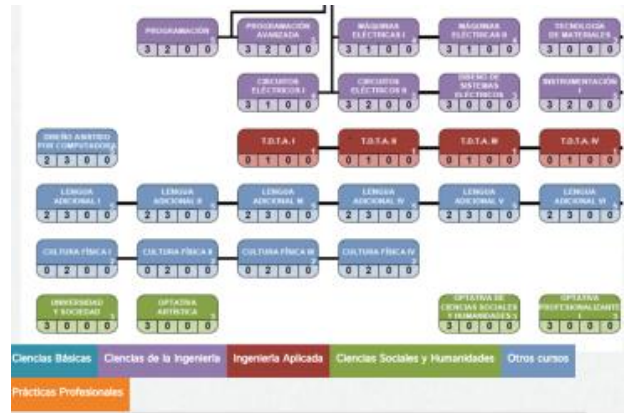 PROGRAMACIÓN
3 2 0 0
PROGRAMACIÓN
AVANZADA
3 2 0 0
MÁQUINAS
ELÉCTRICAS I
3 1 0 0
MÁQUINAS
ELÉCTRICAS II
3 1 0 0
TECNOLOGÍA
DE MATERIALES
3 0 0 0
CIRCUITOS
ELÉCTRICOS I
3 1 0 0
CIRCUITOS
ELÉCTRICOS II
3 2 0 0
DISEÑO DE
SISTEMAS
ELÉCTRICOS
3 0 0 0
INSTRUMENTACIÓN
I
3 2 0 0
DISEÑO ASISTIDO
POR COMPUTADORA
2 3 0 0
T.D.T.A. I
0 1 0 0
T.D.T.A. II
0 1 0 0
T.D.T.A. III
0 1 0 0
T.D.T.A. IV
0 1 0 0
LENGUA
ADICIONAL I
2 3 0 0
LENGUA
ADICIONAL II
2 3 0 0
LENGUA
ADICIONAL III
2 3 0 0
LENGUA
ADICIONAL IV
2 3 0 0
LENGUA
ADICIONAL V
2 3 0 0
LENGUA
ADICIONAL VI
2 3 0 0
CULTURA FÍSICA I
0 2 0 0
CULTURA FÍSICA II
0 2 0 0
CULTURA FÍSICA III
0 2 0 0
CULTURA FÍSICA IV
0 2 0 0
UNIVERSIDAD
Y SOCIEDAD
3 0 0 0
OPTATIVA
ARTÍSTICA
3 0 0 0
OPTATIVA DE
CIENCIAS SOCIALES
Y HUMANIDADES
3 0 0 0
OPTATIVA
PROFESIONALIZANTE
I
3 0 0 0
Ciencias Básicas
Ciencias de la Ingeniería
Ingeniería Aplicada
Ciencias Sociales y Humanidades
Otros cursos
Prácticas Profesionales